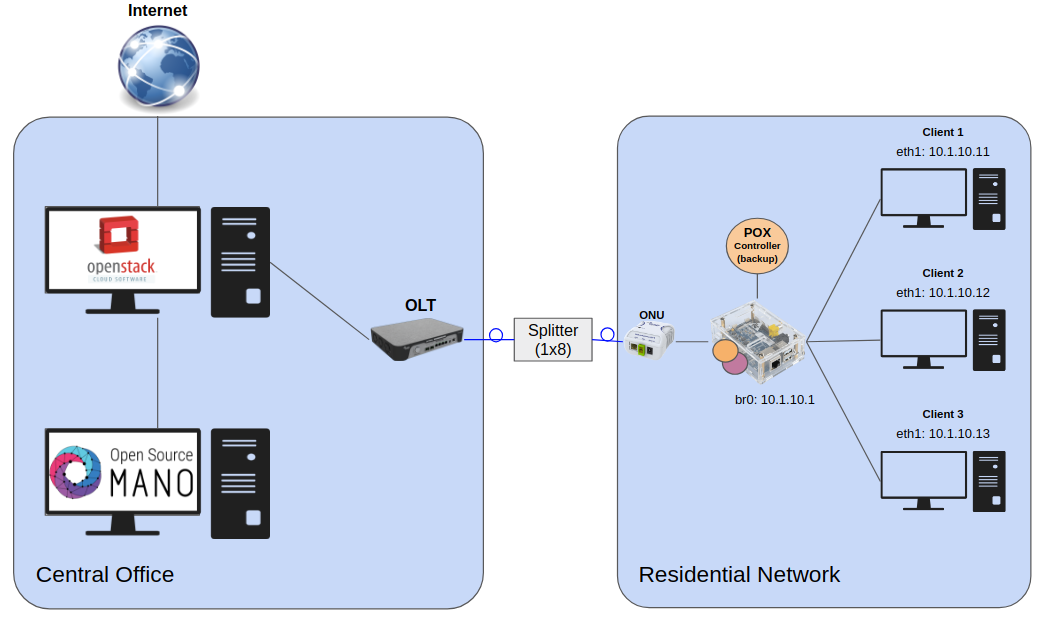 Internet
openstack
CLOUD SOFTWARE
OLT
Open Source
MANO
Central Office
Splitter
(1x8)
ONU
POX
Controller
(backup)
br0: 10.1.10.1
Client 1
eth1: 10.1.10.11
Client 2
eth1: 10.1.10.12
Client 3
eth1: 10.1.10.13
Residential Network